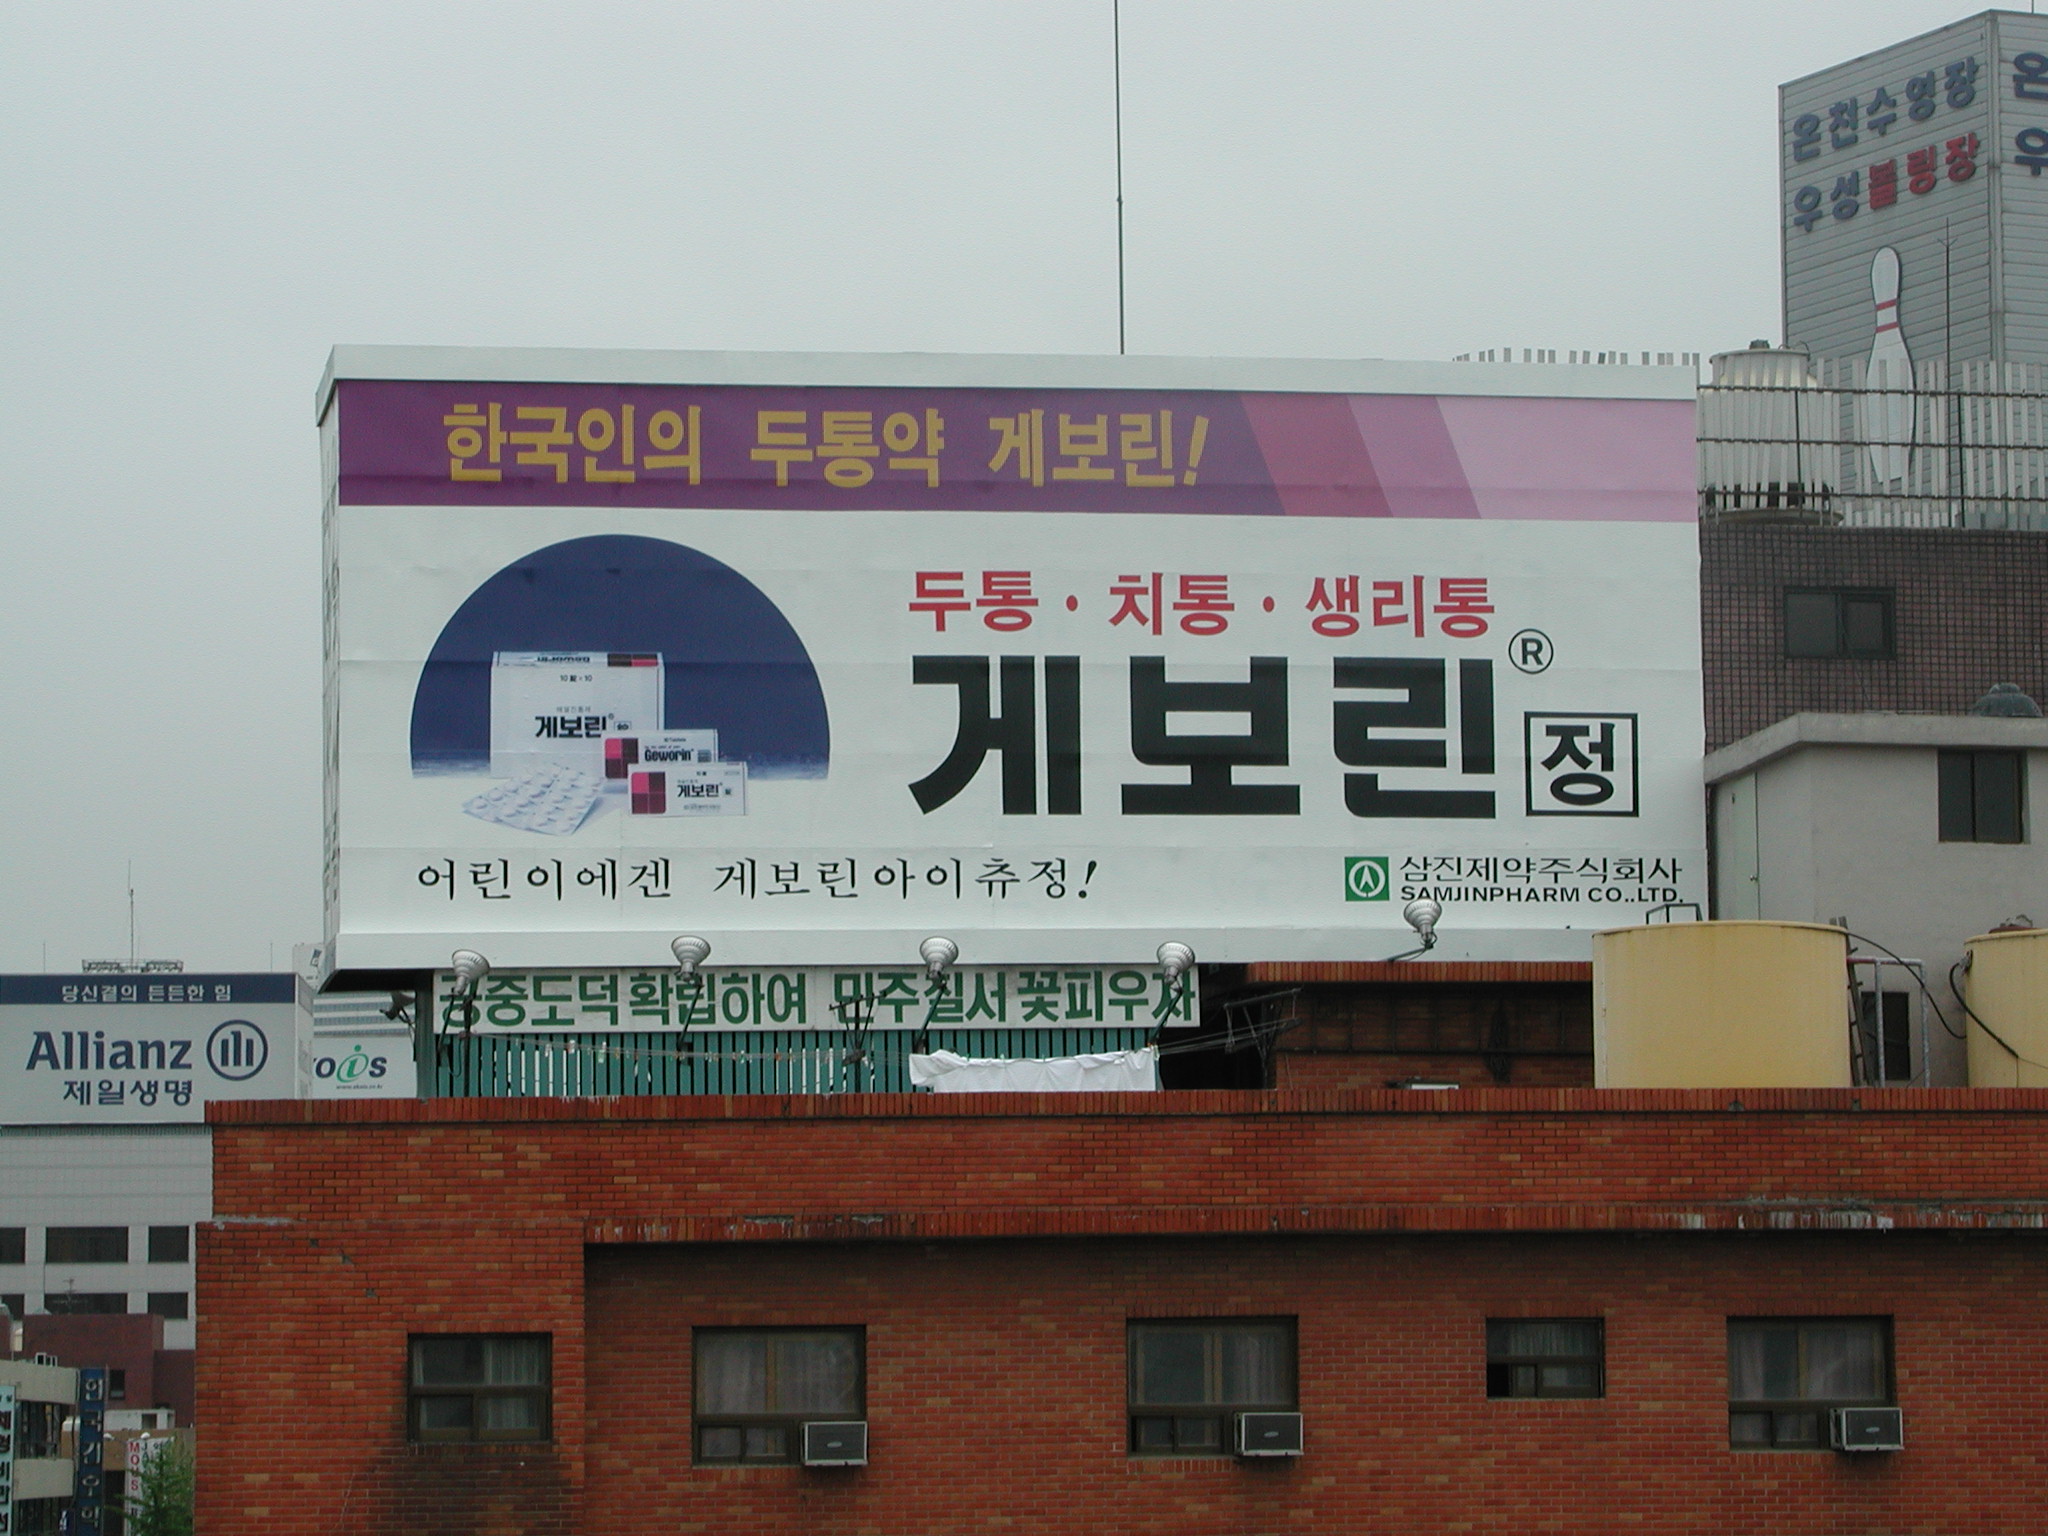 온천수영장
우성볼링장
온
우
한국인의 두통약 게보린!
두통·치통·생리통
게보린® 정
게보린
Geworin
게보린
어린이에겐 게보린아이츄정!
삼진제약주식회사
SAMJINPHARM CO.,LTD.
공중도덕확립하여 민주질서꽃피우자
당신곁의 든든한 힘
Allianz
제일생명
ois